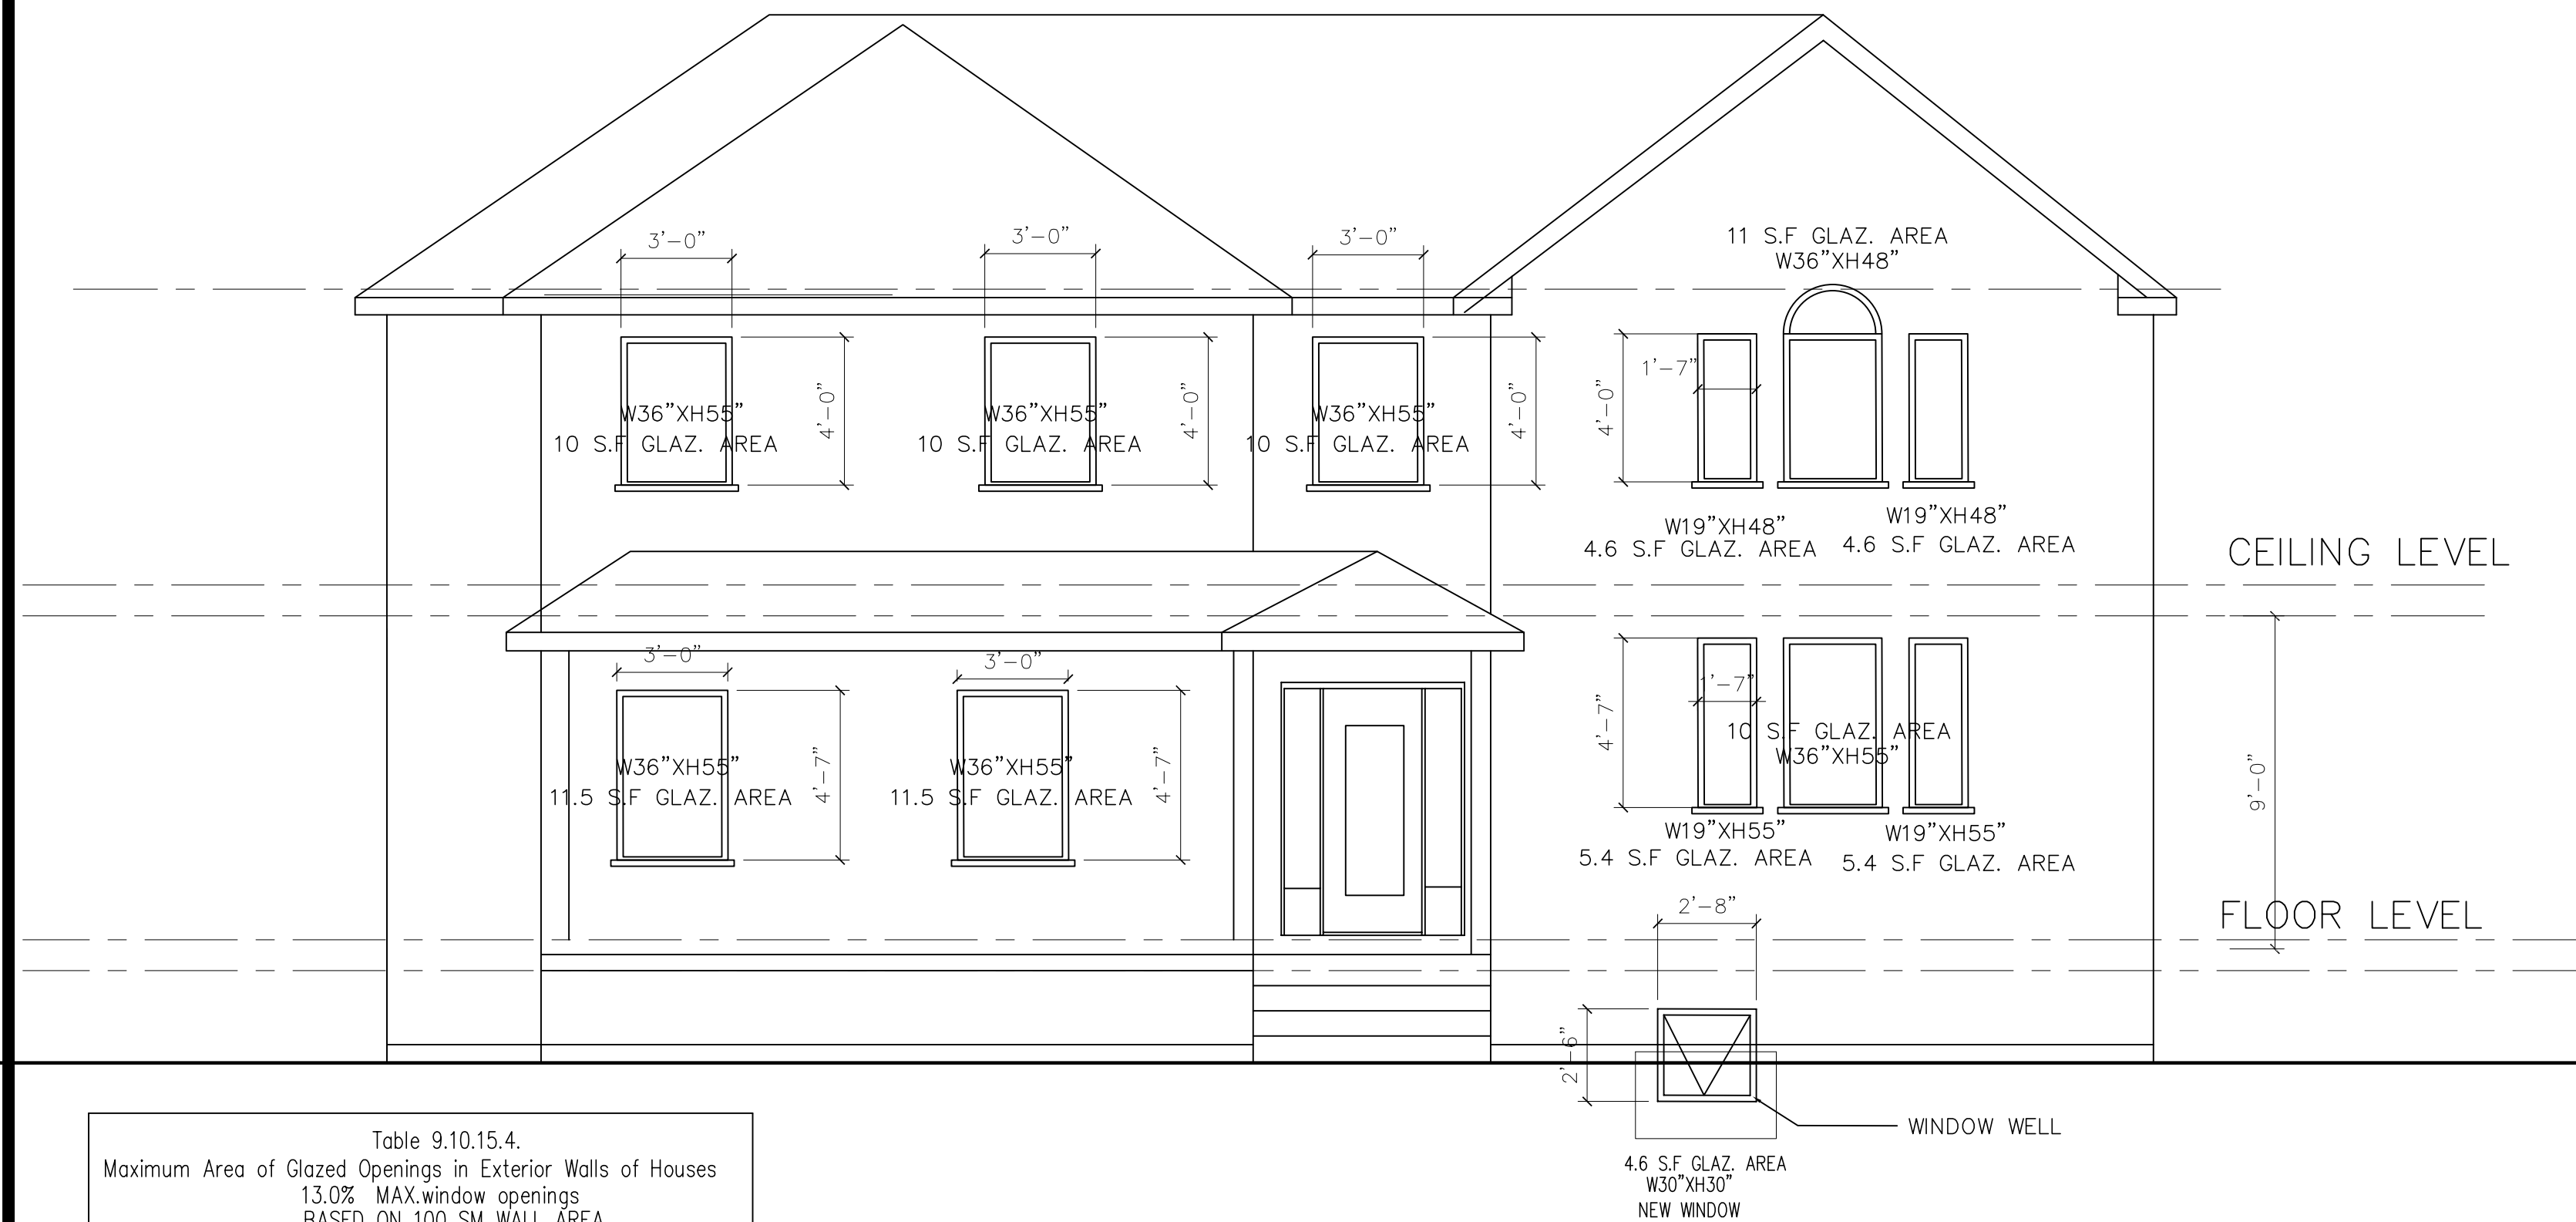 11 S.F GLAZ. AREA
W36"XH48"
3'-0"
3'-0"
3'-0"
W36"XH55"
10 S.F GLAZ. AREA
4'-0"
W36"XH55"
10 S.F GLAZ. AREA
4'-0"
W36"XH55"
10 S.F GLAZ. AREA
4'-0"
4'-0"
1'-7"
W19"XH48"
4.6 S.F GLAZ. AREA
W19"XH48"
4.6 S.F GLAZ. AREA
CEILING LEVEL
3'-0"
3'-0"
W36"XH55"
11.5 S.F GLAZ. AREA
4'-7"
W36"XH55"
11.5 S.F GLAZ. AREA
4'-7"
4'-7"
1'-7"
10 S.F GLAZ. AREA
W36"XH55"
W19"XH55"
5.4 S.F GLAZ. AREA
W19"XH55"
5.4 S.F GLAZ. AREA
9'-0"
FLOOR LEVEL
2'-8"
2'-6"
WINDOW WELL
4.6 S.F GLAZ. AREA
W30"XH30"
NEW WINDOW
Table 9.10.15.4.
Maximum Area of Glazed Openings in Exterior Walls of Houses
13.0% MAX.window openings
BASED ON 100 SM WALL AREA